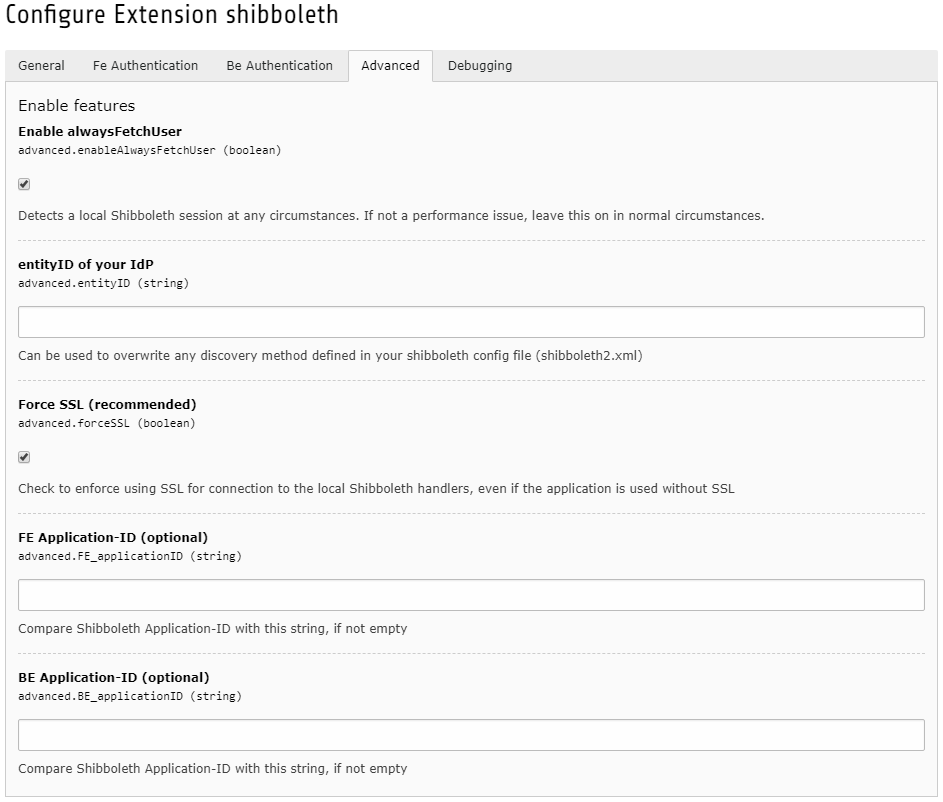 Configure Extension shibboleth
General Fe Authentication Be Authentication Advanced Debugging
Enable features
Enable alwaysFetchUser
advanced.enableAlwaysFetchUser (boolean)
Detects a local Shibboleth session at any circumstances. If not a performance issue, leave this on in normal circumstances.
entityID of your IdP
advanced.entityID (string)
Can be used to overwrite any discovery method defined in your shibboleth config file (shibboleth2.xml)
Force SSL (recommended)
advanced.forceSSL (boolean)
Check to enforce using SSL for connection to the local Shibboleth handlers, even if the application is used without SSL
FE Application-ID (optional)
advanced.FE_applicationID (string)
Compare Shibboleth Application-ID with this string, if not empty
BE Application-ID (optional)
advanced.BE_applicationID (string)
Compare Shibboleth Application-ID with this string, if not empty